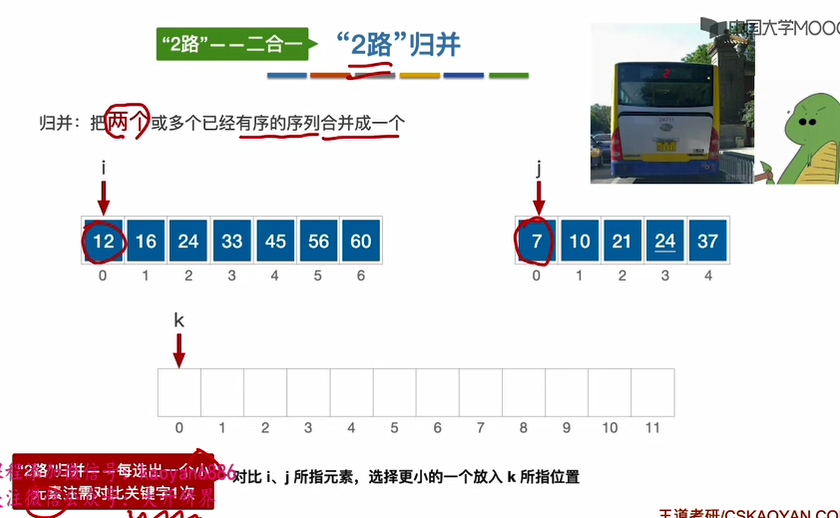 “2路”——二合一
“2路”归并
中国大学MOOC
2
归并：把两个或多个已经有序的序列合并成一个
i
j
12 16 24 33 45 56 60
7 10 21 24 37
0 1 2 3 4 5 6
0 1 2 3 4
k
0 1 2 3 4 5 6 7 8 9 10 11
“2路”归并——每选出一个小
元素注需对比关键字1次
对比 i、j 所指元素，选择更小的一个放入 k 所指位置
王道考研/CSKAOYAN.COM